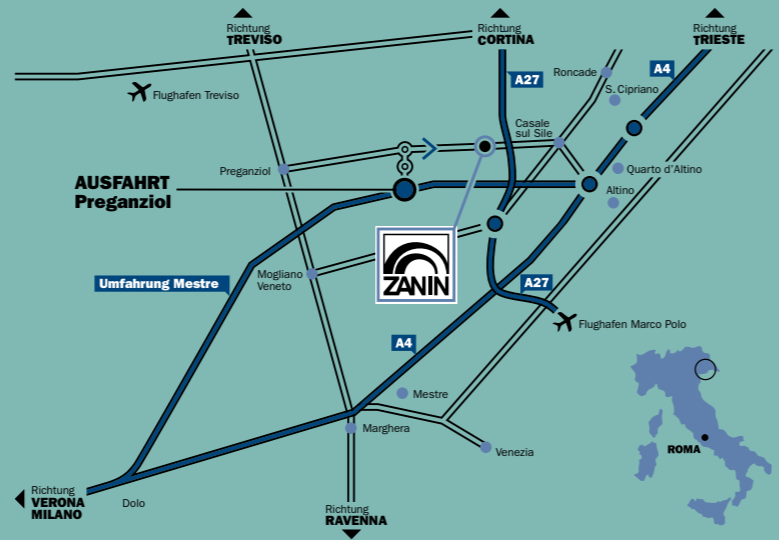 Richtung
TREVISO
Richtung
CORTINA
Richtung
TRIESTE
A4
Roncade
A27
S. Cipriano
Flughafen Treviso
Casale
sul Sile
Preganziol
Quarto d'Altino
AUSFAHRT
Preganziol
Altino
ZANIN
Mogliano
Veneto
Umfahrung Mestre
A27
Flughafen Marco Polo
A4
Mestre
Marghera
Venezia
ROMA
Richtung
VERONA
MILANO
Dolo
Richtung
RAVENNA